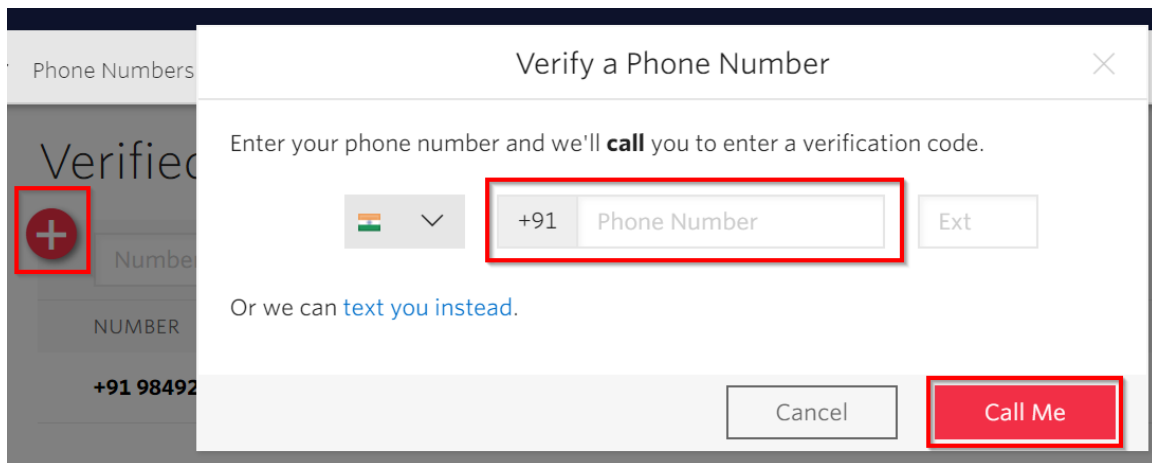 Phone Numbers
Verify a Phone Number
Verified
Enter your phone number and we'll call you to enter a verification code.
+91 Phone Number Ext
Number
Or we can text you instead.
NUMBER
+91 98492
Cancel Call Me